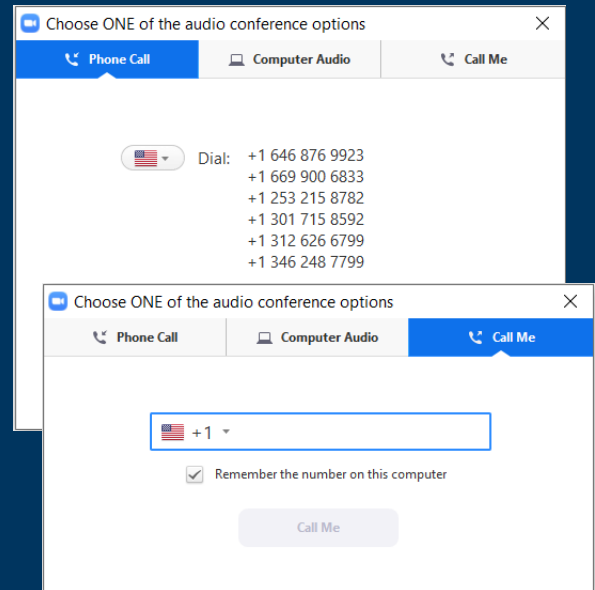 Choose ONE of the audio conference options
Phone Call Computer Audio Call Me
Dial: +1 646 876 9923
+1 669 900 6833
+1 253 215 8782
+1 301 715 8592
+1 312 626 6799
+1 346 248 7799
Choose ONE of the audio conference options
Phone Call Computer Audio Call Me
+1
Remember the number on this computer
Call Me